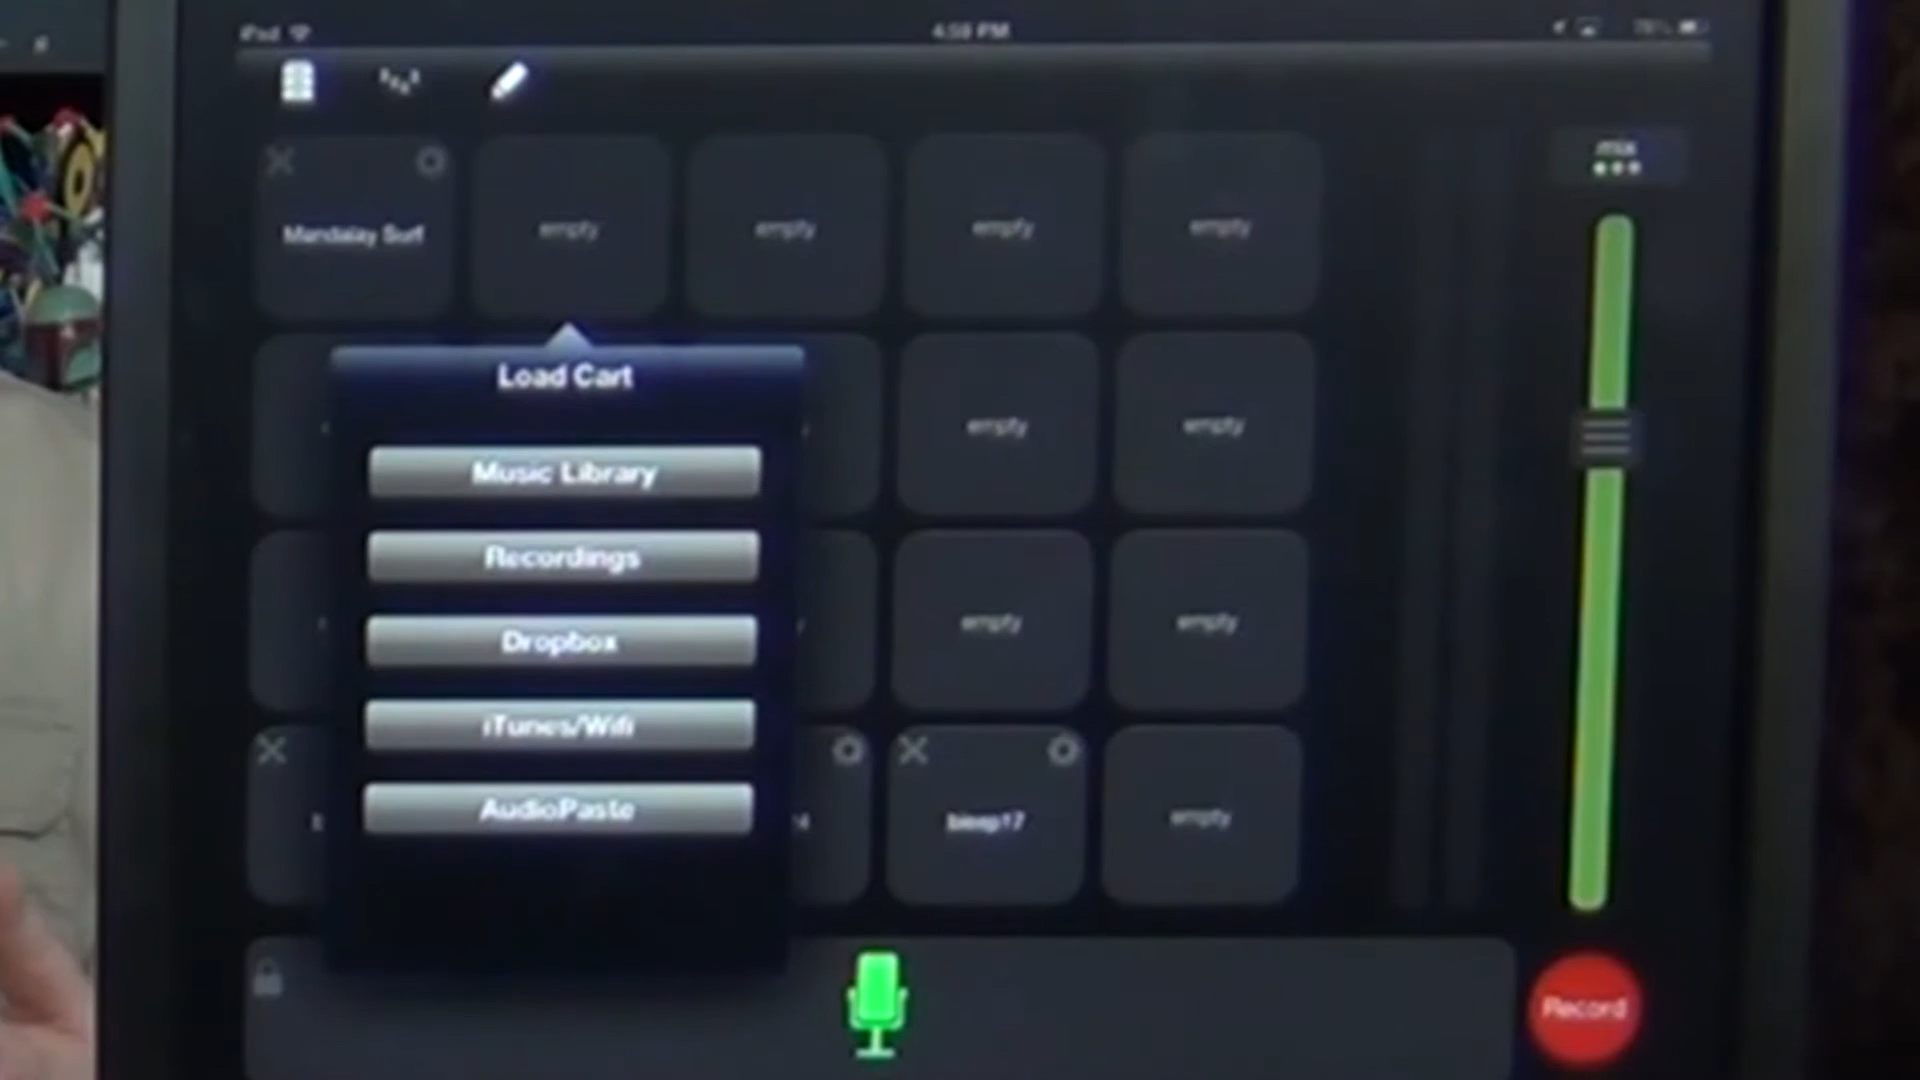 iPad
4:59 PM
mix
Mandalay Surf
empty
empty
empty
empty
Load Cart
empty
empty
Music Library
Recordings
empty
empty
Dropbox
iTunes/Wifi
AudioPaste
bleep17
empty
Record